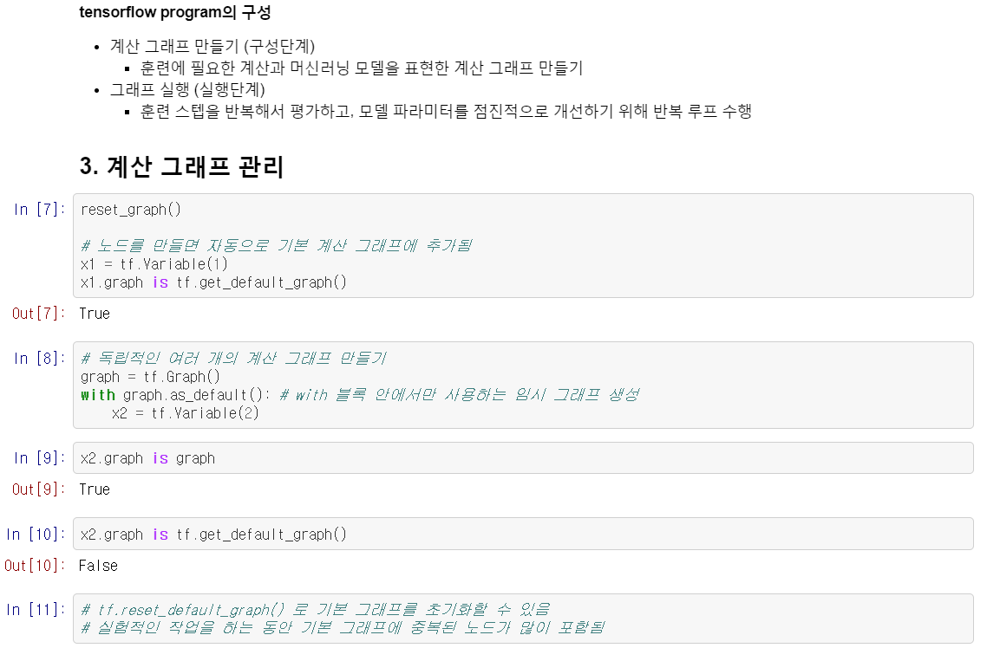 tensorflow program의 구성
• 계산 그래프 만들기 (구성단계)
▪ 훈련에 필요한 계산과 머신러닝 모델을 표현한 계산 그래프 만들기
• 그래프 실행 (실행단계)
▪ 훈련 스텝을 반복해서 평가하고, 모델 파라미터를 점진적으로 개선하기 위해 반복 루프 수행
3. 계산 그래프 관리
In [7]: reset_graph()
# 노드를 만들면 자동으로 기본 계산 그래프에 추가됨
x1 = tf.Variable(1)
x1.graph is tf.get_default_graph()
Out[7]: True
In [8]: # 독립적인 여러 개의 계산 그래프 만들기
graph = tf.Graph()
with graph.as_default(): # with 블록 안에서만 사용하는 임시 그래프 생성
    x2 = tf.Variable(2)
In [9]: x2.graph is graph
Out[9]: True
In [10]: x2.graph is tf.get_default_graph()
Out[10]: False
In [11]: # tf.reset_default_graph() 로 기본 그래프를 초기화할 수 있음
# 실험적인 작업을 하는 동안 기본 그래프에 중복된 노드가 많이 포함됨